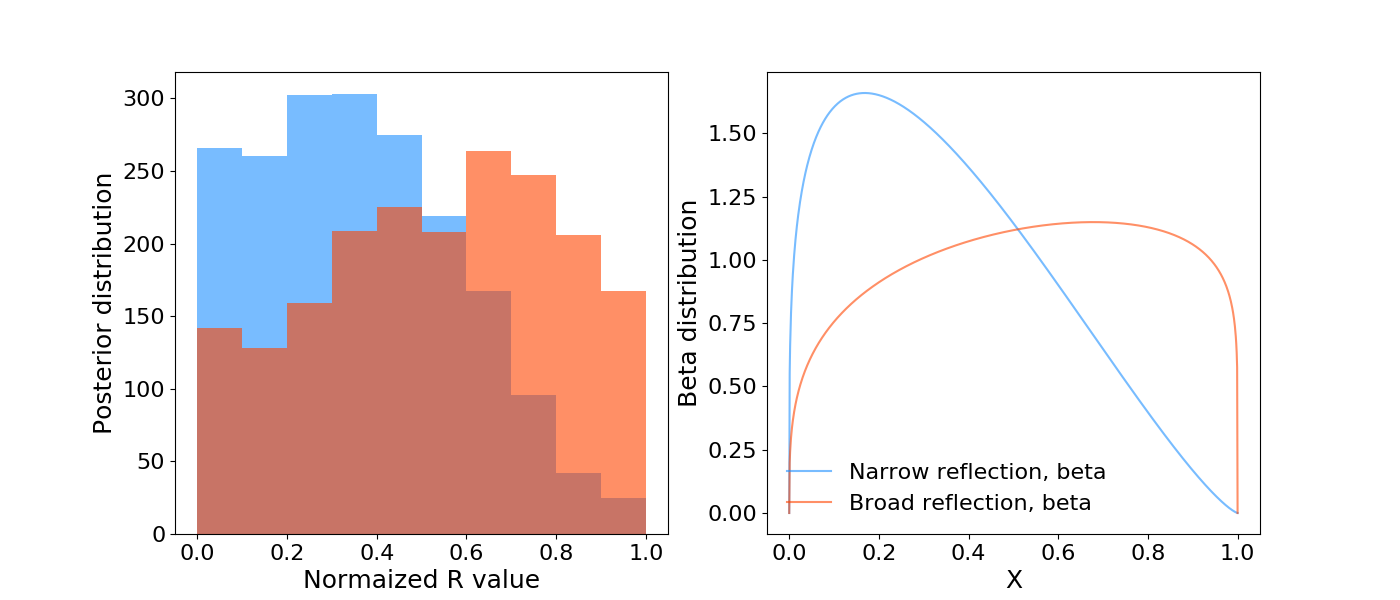 Posterior distribution
300
250
200
150
100
50
0
0.0 0.2 0.4 0.6 0.8 1.0
Normaized R value
Beta distribution
1.50
1.25
1.00
0.75
0.50
0.25
0.00
Narrow reflection, beta
Broad reflection, beta
0.0 0.2 0.4 0.6 0.8 1.0
X